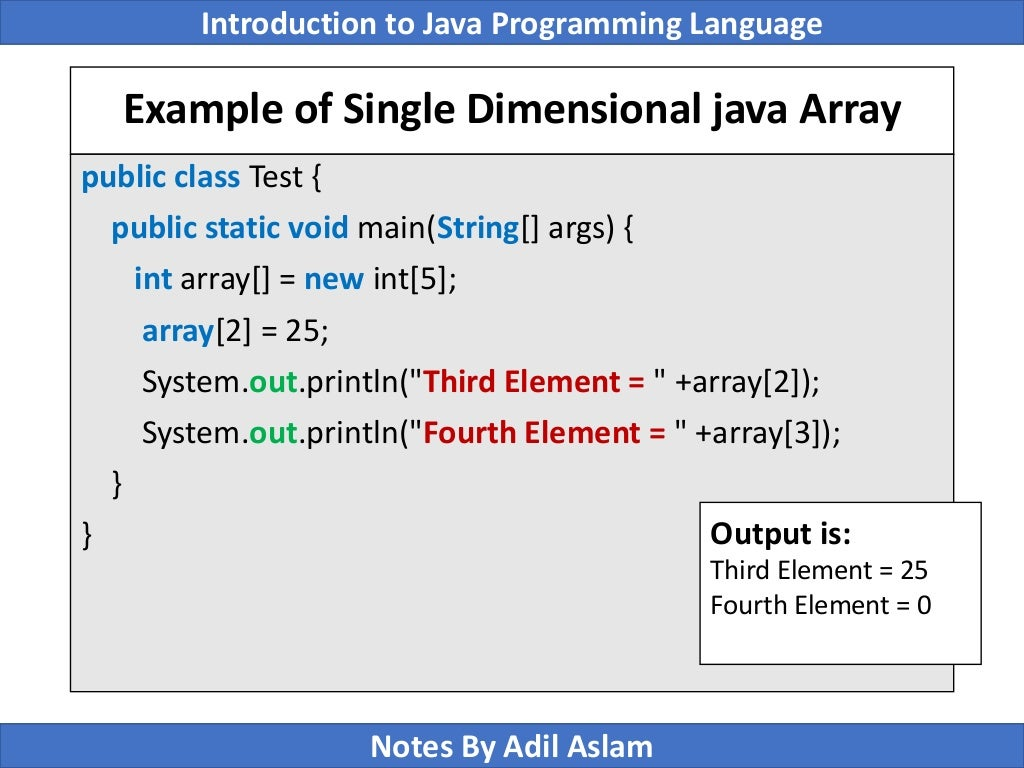 Introduction to Java Programming Language
Example of Single Dimensional java Array
public class Test {
public static void main(String[] args) {
int array[] = new int[5];
array[2] = 25;
System.out.println("Third Element = " +array[2]);
System.out.println("Fourth Element = " +array[3]);
}
}
Output is:
Third Element = 25
Fourth Element = 0
Notes By Adil Aslam